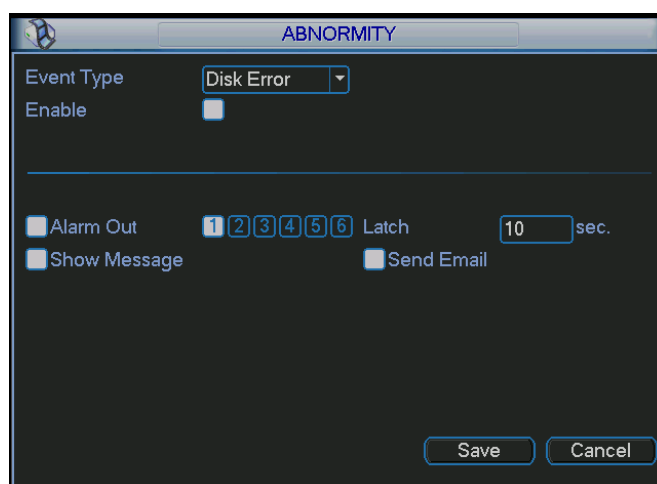 ABNORMITY
Event Type Disk Error
Enable
Alarm Out 1 2 3 4 5 6 Latch 10 sec.
Show Message Send Email
Save Cancel